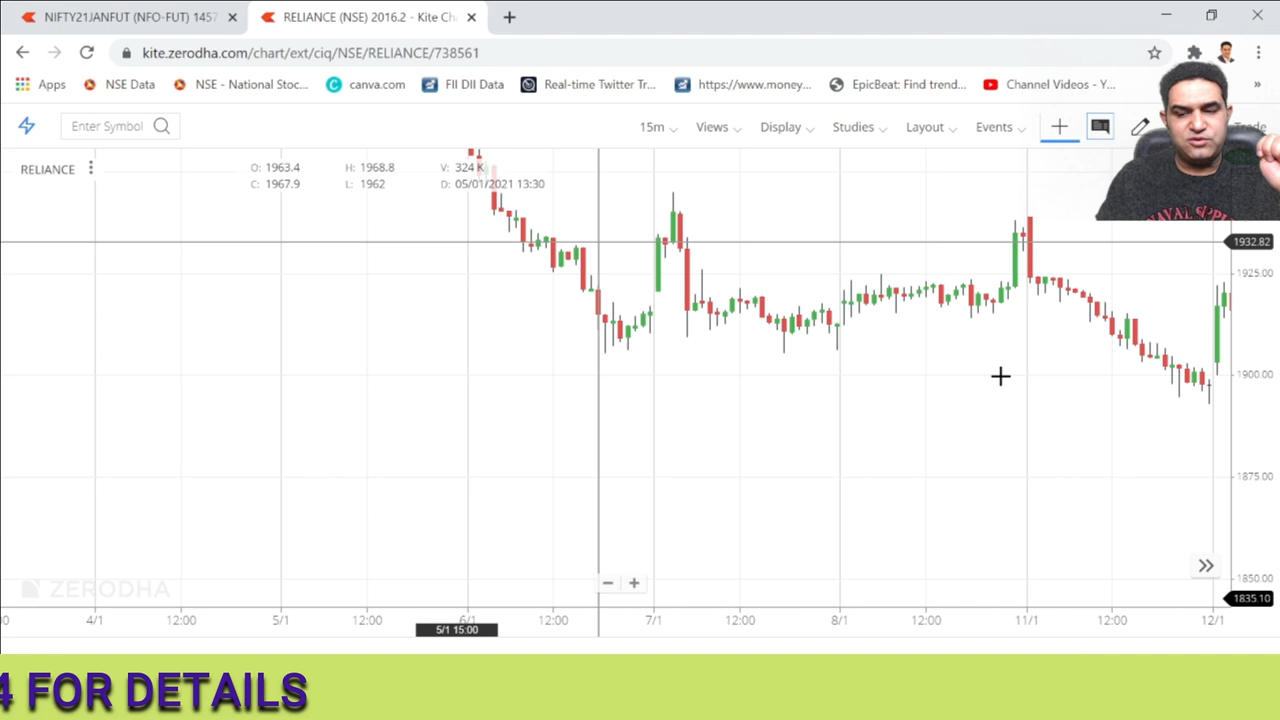 NIFTY21JANFUT (NFO-FUT) 1457
RELIANCE (NSE) 2016.2 - Kite Ch
kite.zerodha.com/chart/ext/ciq/NSE/RELIANCE/738561
Apps NSE Data NSE - National Stoc... canva.com FII DII Data Real-time Twitter Tr... https://www.money... EpicBeat: Find trend... Channel Videos - Y... »
Enter Symbol 15m Views Display Studies Layout Events
RELIANCE O: 1963.4 H: 1968.8 V: 324 K
C: 1967.9 L: 1962 D: 05/01/2021 13:30
1932.82
1925.00
1900.00
1875.00
1850.00
1835.10
ZERODHA
4/1 12:00 5/1 12:00 6/1 12:00 7/1 12:00 8/1 12:00 11/1 12:00 12/1
5/1 15:00
4 FOR DETAILS